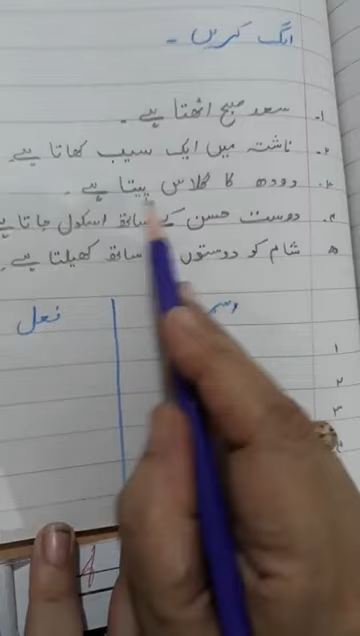 الگ کریں -
۱. سعد صبح اٹھتا ہے -
۲. ناشتہ میں ایک سیب کھاتا ہے -
۳. دودھ کا گلاس پیتا ہے -
۴. دوست حسن کے ساتھ اسکول جاتا ہے
۵ شام کو دوستوں ساتھ کھیلتا ہے -
فعل
۱
۲
۳